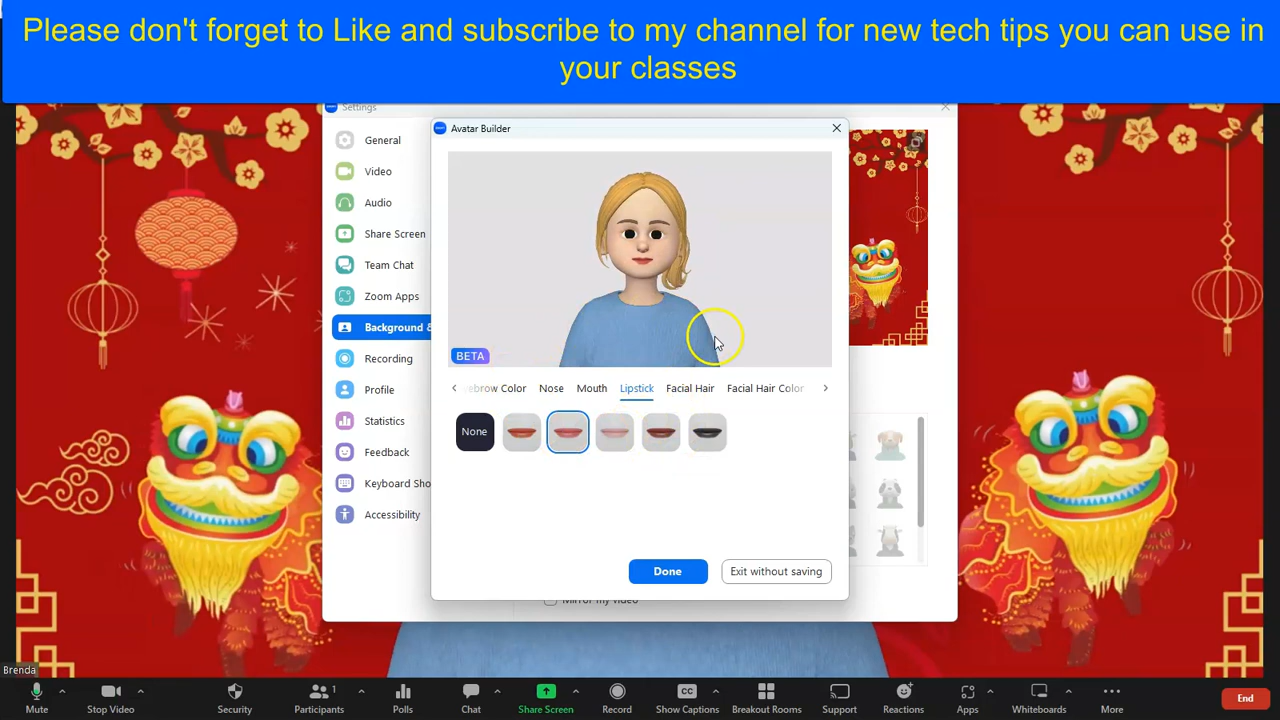 Please don't forget to Like and subscribe to my channel for new tech tips you can use in
your classes
Settings
Avatar Builder
General
Video
Audio
Share Screen
Team Chat
Zoom Apps
Background &
Recording
Profile
Statistics
Feedback
Keyboard Sho
Accessibility
BETA
ebrow Color Nose Mouth Lipstick Facial Hair Facial Hair Color
None
Done Exit without saving
Mirror my video
Brenda
1
CC
Mute Stop Video Security Participants Polls Chat Share Screen Record Show Captions Breakout Rooms Support Reactions Apps Whiteboards More End